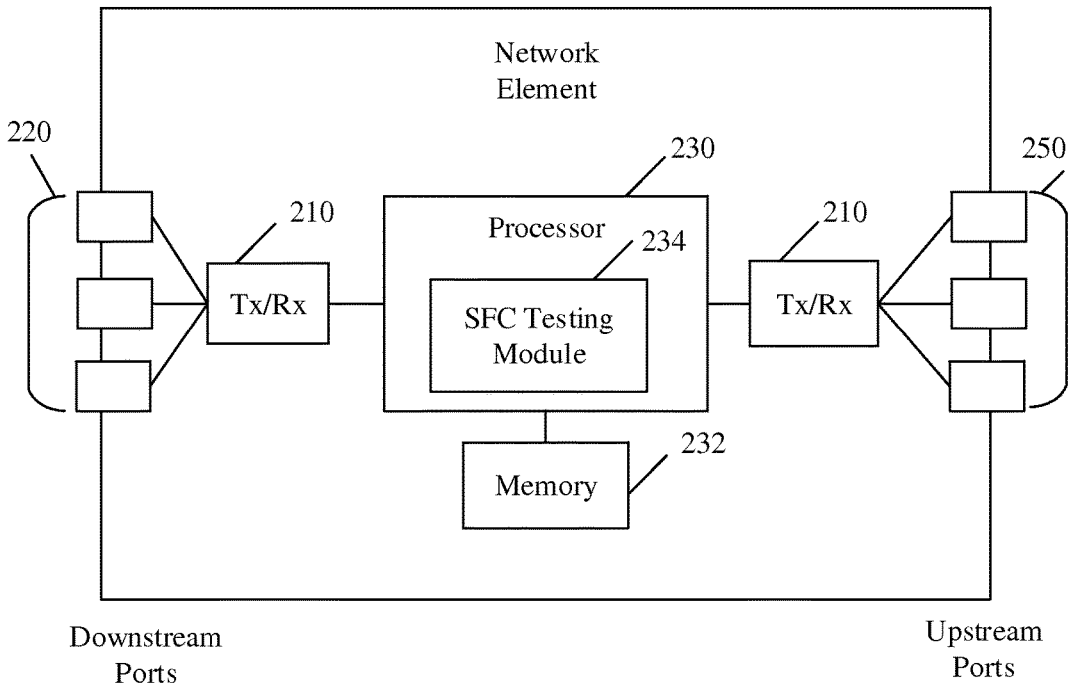 Network
Element
220
230
250
210
Processor
234
210
Tx/Rx
SFC Testing
Module
Tx/Rx
232
Memory
Downstream
Ports
Upstream
Ports